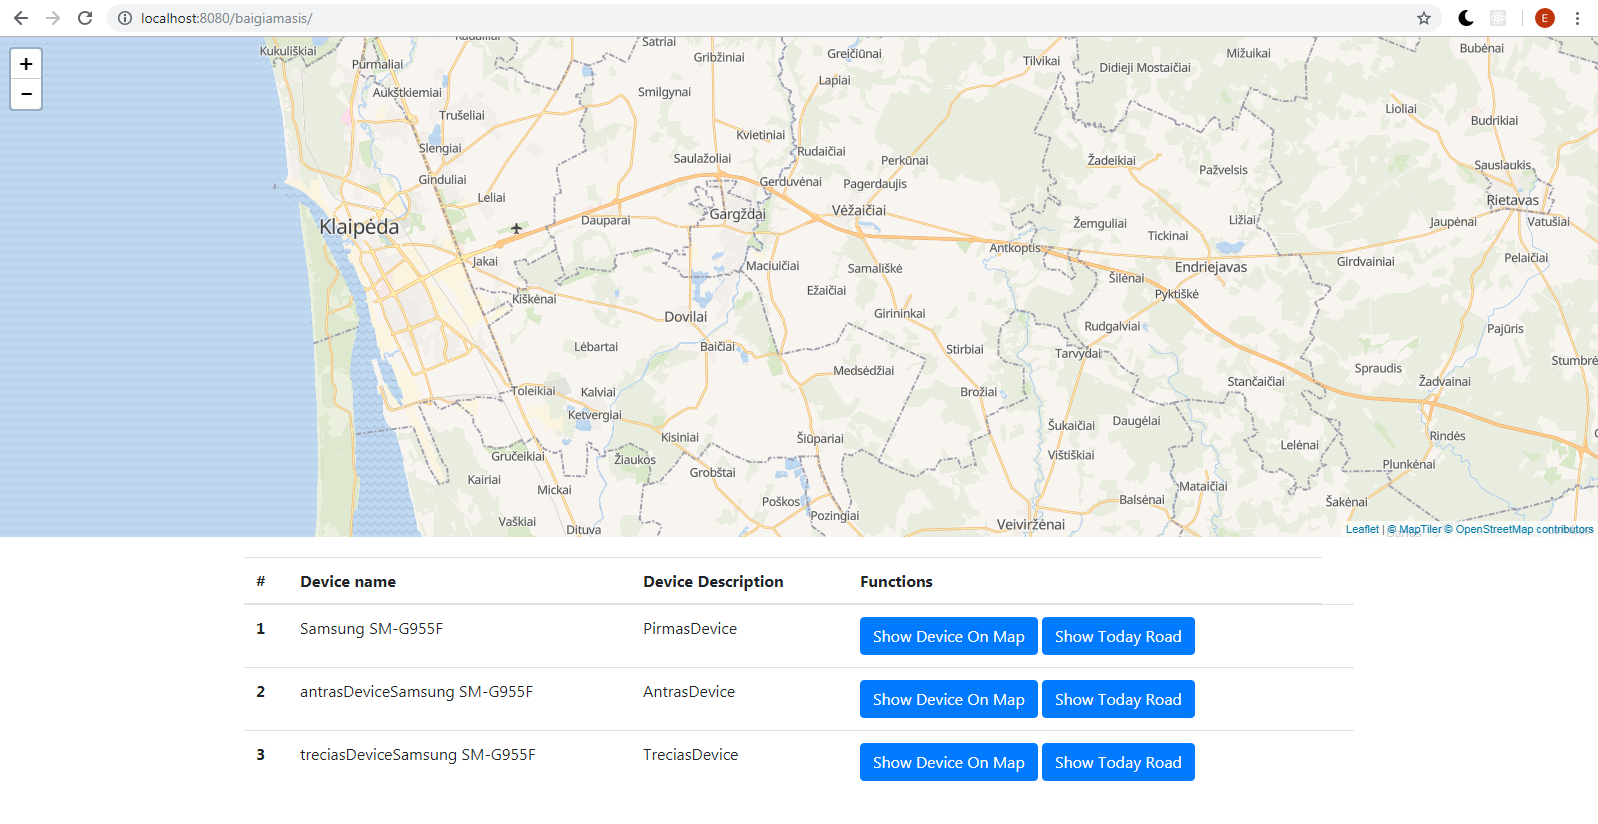 localhost:8080/baigiamasis/
E
+
−
Kukuliškiai
Satriai
Gribžiniai
Greičiūnai
Tilvikai
Didieji Mostaičiai
Mižuikai
Bubėnai
Purmaliai
Aukštkiemiai
Smilgynai
Lapiai
Lioliai
Budrikiai
Trušeliai
Kvietiniai
Slengiai
Saulažoliai
Rudaičiai
Perkūnai
Žadeikiai
Pažvelsis
Sauslaukis
Ginduliai
Gerduvėnai
Pagerdaujis
Leliai
Rietavas
Klaipėda
Dauparai
Gargždai
Vėžaičiai
Žemguliai
Ližiai
Jaupėnai
Vatušiai
Tickinai
Antkoptis
Jakai
Maciuičiai
Samališkė
Endriejavas
Girdvainiai
Pelaičiai
Šilėnai
Kiškėnai
Ežaičiai
Pyktiškė
Dovilai
Girininkai
Rudgalviai
Pajūris
Lėbartai
Baičiai
Stirbiai
Tarvydai
Stumbrė
Medsėdžiai
Spraudis
Toleikiai
Kalviai
Brožiai
Stančaičiai
Žadvainai
Ketvergiai
Šukaičiai
Daugėlai
Kisiniai
Šiūpariai
Lelėnai
Rindės
Gručeikiai
Žiaukos
Vištiškiai
Plunkėnai
Kairiai
Mickai
Grobštai
Mataičiai
Poškos
Pozingiai
Balsėnai
Šakėnai
Vaškiai
Dituva
Veiviržėnai
Leaflet | © MapTiler © OpenStreetMap contributors
# Device name Device Description Functions
1 Samsung SM-G955F PirmasDevice Show Device On Map Show Today Road
2 antrasDeviceSamsung SM-G955F AntrasDevice Show Device On Map Show Today Road
3 treciasDeviceSamsung SM-G955F TreciasDevice Show Device On Map Show Today Road